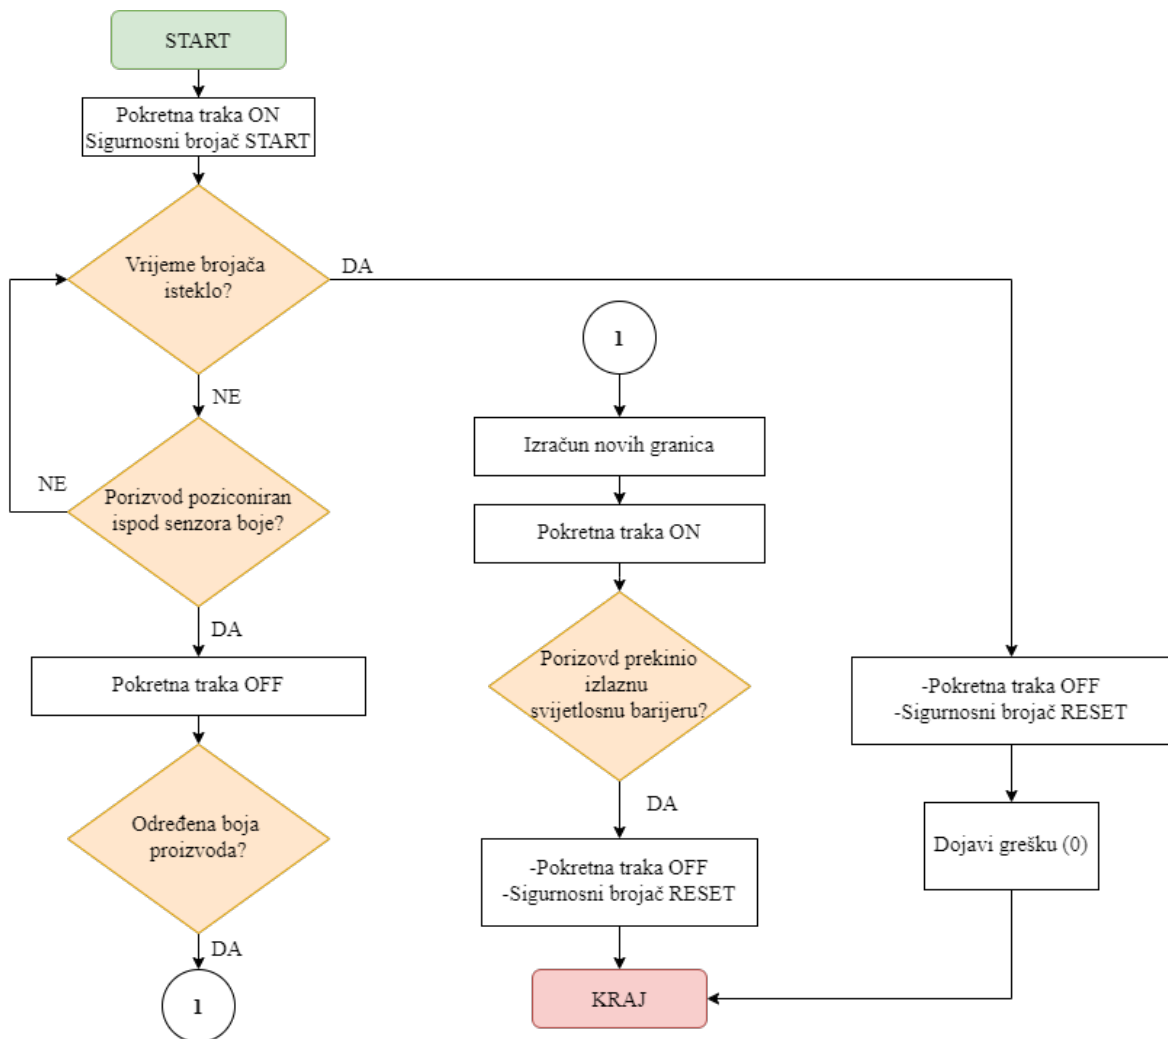 START
Pokretna traka ON
Sigurnosni brojač START
Vrijeme brojača
isteklo?
DA
NE
Porizvod poziconiran
ispod senzora boje?
NE
DA
Pokretna traka OFF
Određena boja
proizvoda?
DA
1
1
Izračun novih granica
Pokretna traka ON
Porizovd prekinio
izlaznu
svijetlosnu barijeru?
DA
-Pokretna traka OFF
-Sigurnosni brojač RESET
KRAJ
-Pokretna traka OFF
-Sigurnosni brojač RESET
Dojavi grešku (0)